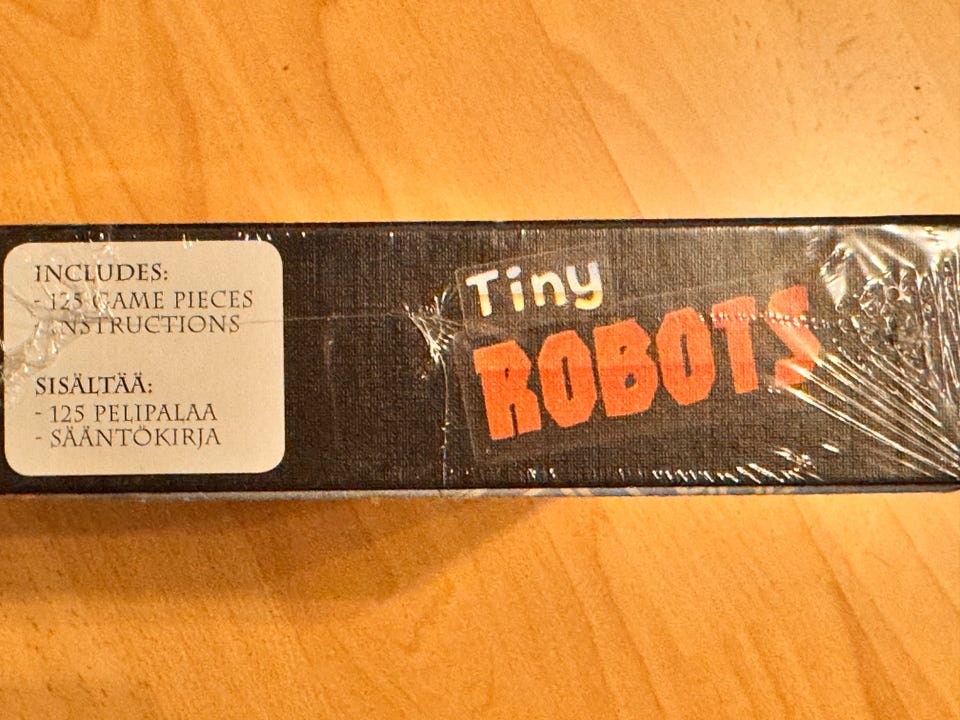 INCLUDES:
- 125 GAME PIECES
- INSTRUCTIONS
SISÄLTÄÄ:
- 125 PELIPALAA
- SÄÄNTÖKIRJA
Tiny
ROBOTS